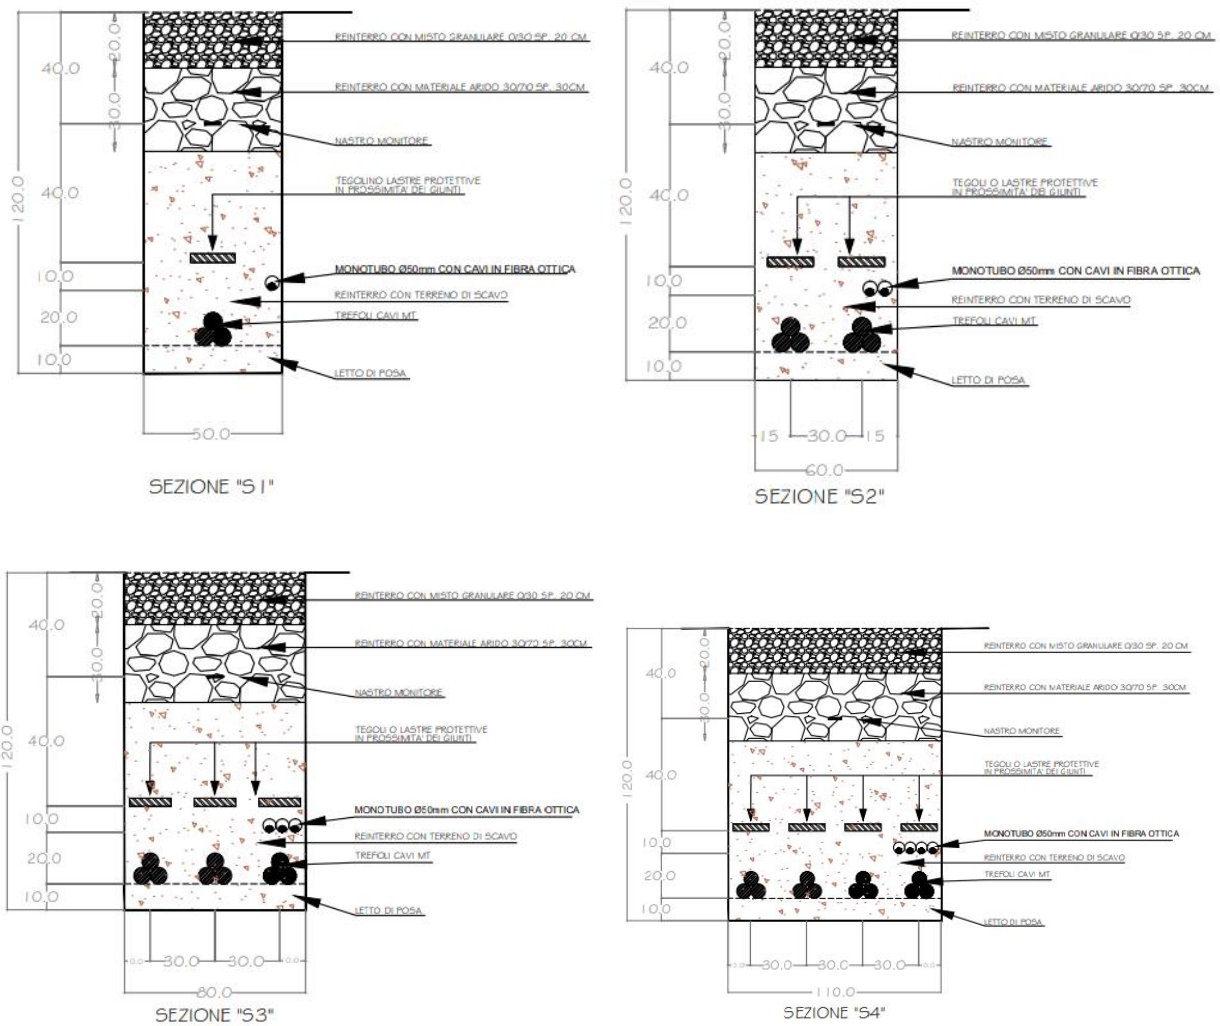 20.0
REINTERRO CON MISTO GRANULARE 0/30 SP. 20 CM
40.0
REINTERRO CON MATERIALE ARIDO 30/70 SP. 30CM
30.0
NASTRO MONITORE
TEGOLINO LASTRE PROTETTIVE
IN PROSSIMITA' DEI GIUNTI
40.0
120.0
MONOTUBO Ø50mm CON CAVI IN FIBRA OTTICA
10.0
REINTERRO CON TERRENO DI SCAVO
20.0
TREFOLI CAVI MT
10.0
LETTO DI POSA
50.0
SEZIONE "S1"
20.0
REINTERRO CON MISTO GRANULARE 0/30 SP. 20 CM
40.0
REINTERRO CON MATERIALE ARIDO 30/70 SP. 30CM
30.0
NASTRO MONITORE
TEGOLI O LASTRE PROTETTIVE
IN PROSSIMITA' DEI GIUNTI
40.0
120.0
MONOTUBO Ø50mm CON CAVI IN FIBRA OTTICA
10.0
REINTERRO CON TERRENO DI SCAVO
20.0
TREFOLI CAVI MT
10.0
LETTO DI POSA
15 30.0 15
60.0
SEZIONE "S2"
20.0
REINTERRO CON MISTO GRANULARE 0/30 SP. 20 CM
40.0
REINTERRO CON MATERIALE ARIDO 30/70 SP. 30CM
30.0
NASTRO MONITORE
TEGOLI O LASTRE PROTETTIVE
IN PROSSIMITA' DEI GIUNTI
40.0
120.0
MONOTUBO Ø50mm CON CAVI IN FIBRA OTTICA
10.0
REINTERRO CON TERRENO DI SCAVO
20.0
TREFOLI CAVI MT
10.0
LETTO DI POSA
30.0 30.0
80.0
SEZIONE "S3"
20.0
REINTERRO CON MISTO GRANULARE 0/30 SP. 20 CM
40.0
REINTERRO CON MATERIALE ARIDO 30/70 SP. 30CM
30.0
NASTRO MONITORE
TEGOLI O LASTRE PROTETTIVE
IN PROSSIMITA' DEI GIUNTI
40.0
120.0
MONOTUBO Ø50mm CON CAVI IN FIBRA OTTICA
10.0
REINTERRO CON TERRENO DI SCAVO
20.0
TREFOLI CAVI MT
10.0
LETTO DI POSA
30.0 30.0 30.0
110.0
SEZIONE "S4"